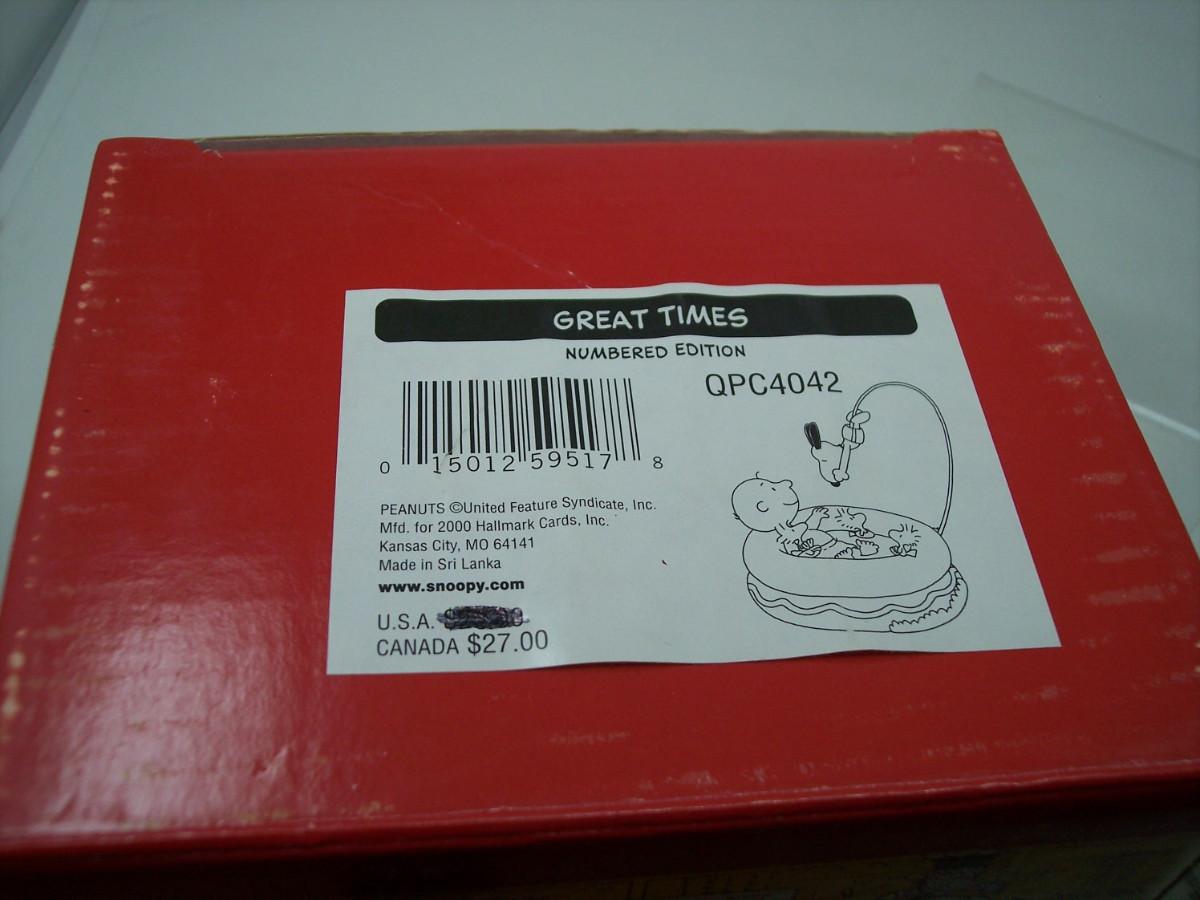 GREAT TIMES
NUMBERED EDITION
QPC4042
0 15012 59517 8
PEANUTS ©United Feature Syndicate, Inc.
Mfd. for 2000 Hallmark Cards, Inc.
Kansas City, MO 64141
Made in Sri Lanka
www.snoopy.com
U.S.A.
CANADA $27.00